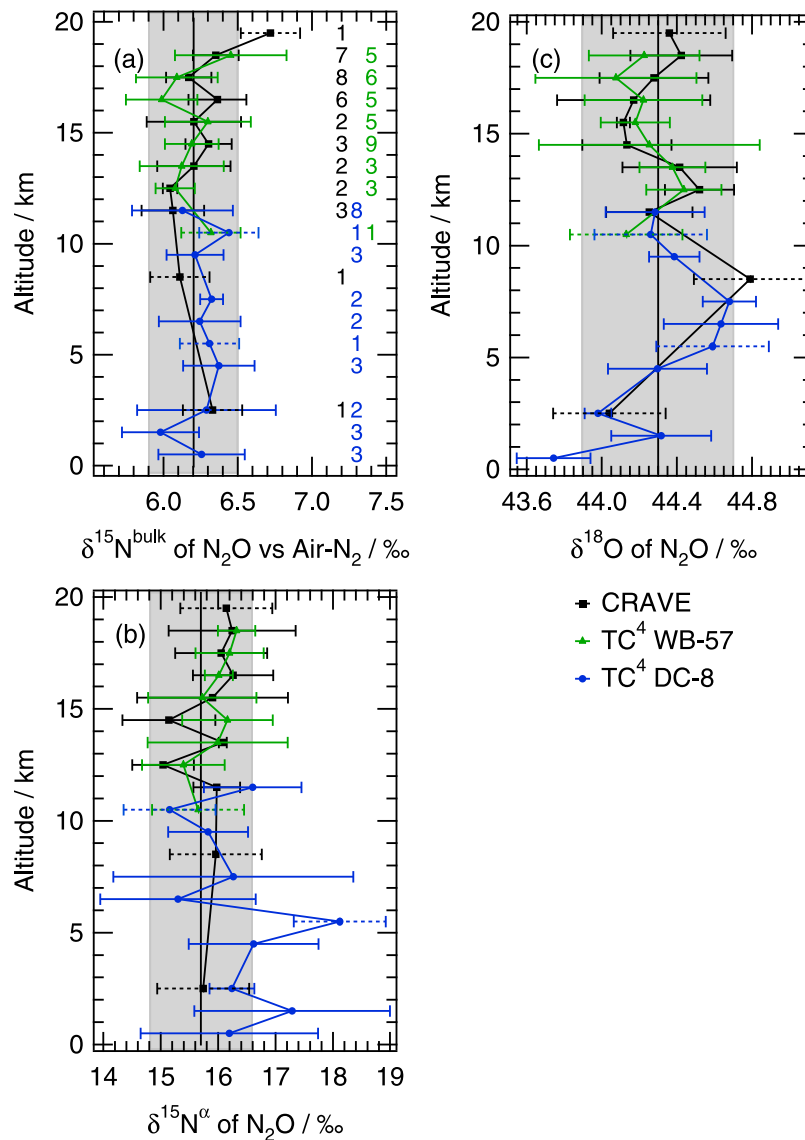 20
15
10
5
0
Altitude / km
(a)
1
7 5
8 6
6 5
2 5
3 9
2 3
2 3
3 8
1 1
3
1
2
2
1
3
1 2
3
3
6.0 6.5 7.0 7.5
δ¹⁵Nᵇᵘˡᵏ of N₂O vs Air-N₂ / ‰
20
15
10
5
0
Altitude / km
(c)
43.6 44.0 44.4 44.8
δ¹⁸O of N₂O / ‰
CRAVE
TC⁴ WB-57
TC⁴ DC-8
20
15
10
5
0
Altitude / km
(b)
14 15 16 17 18 19
δ¹⁵Nᵅ of N₂O / ‰